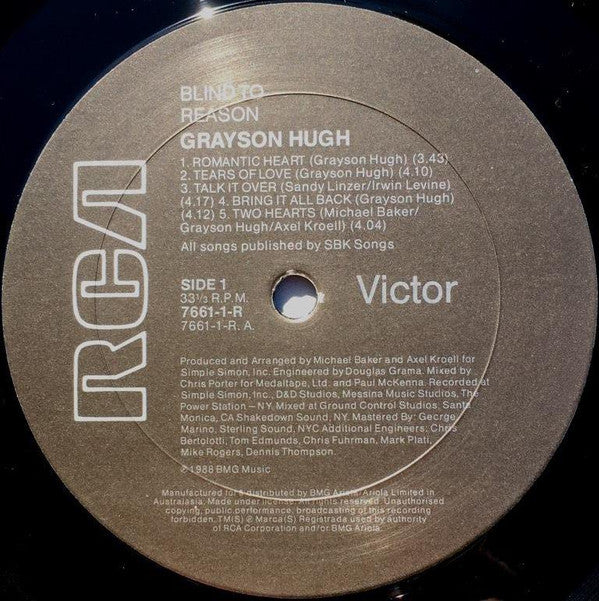 BLIND TO
REASON
GRAYSON HUGH
1. ROMANTIC HEART (Grayson Hugh) (3.43)
2. TEARS OF LOVE (Grayson Hugh) (4.10)
3. TALK IT OVER (Sandy Linzer/Irwin Levine)
(4.17) 4. BRING IT ALL BACK (Grayson Hugh)
(4.12) 5. TWO HEARTS (Michael Baker/
Grayson Hugh/Axel Kroell) (4.04)
All songs published by SBK Songs
RCA
SIDE 1
33⅓ R.P.M.
7661-1-R
7661-1-R. A.
Victor
Produced and Arranged by Michael Baker and Axel Kroell for
Simple Simon, Inc. Engineered by Douglas Grama. Mixed by
Chris Porter for Medaltape, Ltd. and Paul McKenna. Recorded at
Simple Simon, Inc., D&D Studios, Messina Music Studios, The
Power Station – NY. Mixed at Ground Control Studios, Santa
Monica, CA Shakedown Sound, NY. Mastered By: George
Marino, Sterling Sound, NYC Additional Engineers: Chris
Bertolotti, Tom Edmunds, Chris Fuhrman, Mark Plati,
Mike Rogers, Dennis Thompson.
℗ 1988 BMG Music
Manufactured for & distributed by BMG Ariola/Ariola Limited in
Australasia. Made under license. All rights reserved. Unauthorised
copying, public performance, broadcasting of this recording
forbidden. TM(S) ® Marca(S) Registrada used by authority
of RCA Corporation and/or BMG Ariola.